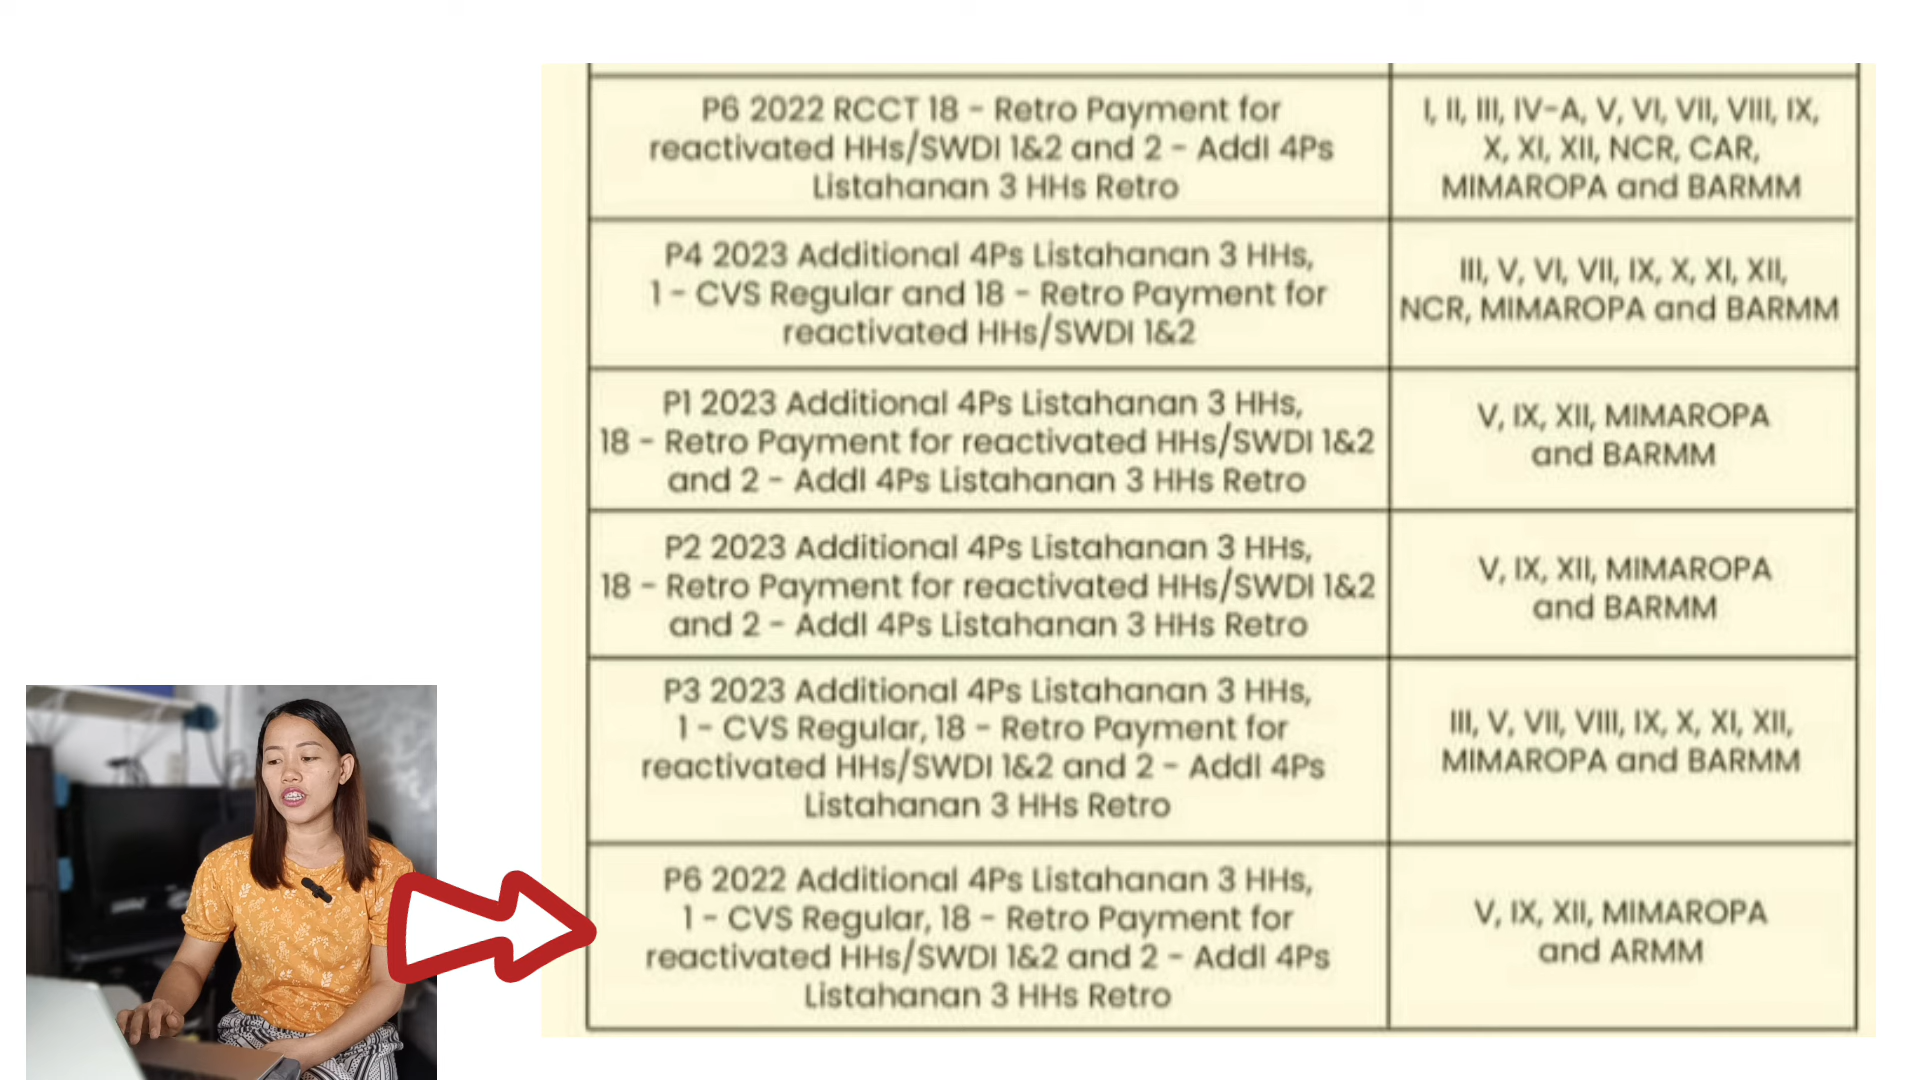 P6 2022 RCCT 18 - Retro Payment for
reactivated HHs/SWDI 1&2 and 2 - Addl 4Ps
Listahanan 3 HHs Retro
I, II, III, IV-A, V, VI, VII, VIII, IX,
X, XI, XII, NCR, CAR,
MIMAROPA and BARMM
P4 2023 Additional 4Ps Listahanan 3 HHs,
1 - CVS Regular and 18 - Retro Payment for
reactivated HHs/SWDI 1&2
III, V, VI, VII, IX, X, XI, XII,
NCR, MIMAROPA and BARMM
P1 2023 Additional 4Ps Listahanan 3 HHs,
18 - Retro Payment for reactivated HHs/SWDI 1&2
and 2 - Addl 4Ps Listahanan 3 HHs Retro
V, IX, XII, MIMAROPA
and BARMM
P2 2023 Additional 4Ps Listahanan 3 HHs,
18 - Retro Payment for reactivated HHs/SWDI 1&2
and 2 - Addl 4Ps Listahanan 3 HHs Retro
V, IX, XII, MIMAROPA
and BARMM
P3 2023 Additional 4Ps Listahanan 3 HHs,
1 - CVS Regular, 18 - Retro Payment for
reactivated HHs/SWDI 1&2 and 2 - Addl 4Ps
Listahanan 3 HHs Retro
III, V, VII, VIII, IX, X, XI, XII,
MIMAROPA and BARMM
P6 2022 Additional 4Ps Listahanan 3 HHs,
1 - CVS Regular, 18 - Retro Payment for
reactivated HHs/SWDI 1&2 and 2 - Addl 4Ps
Listahanan 3 HHs Retro
V, IX, XII, MIMAROPA
and ARMM